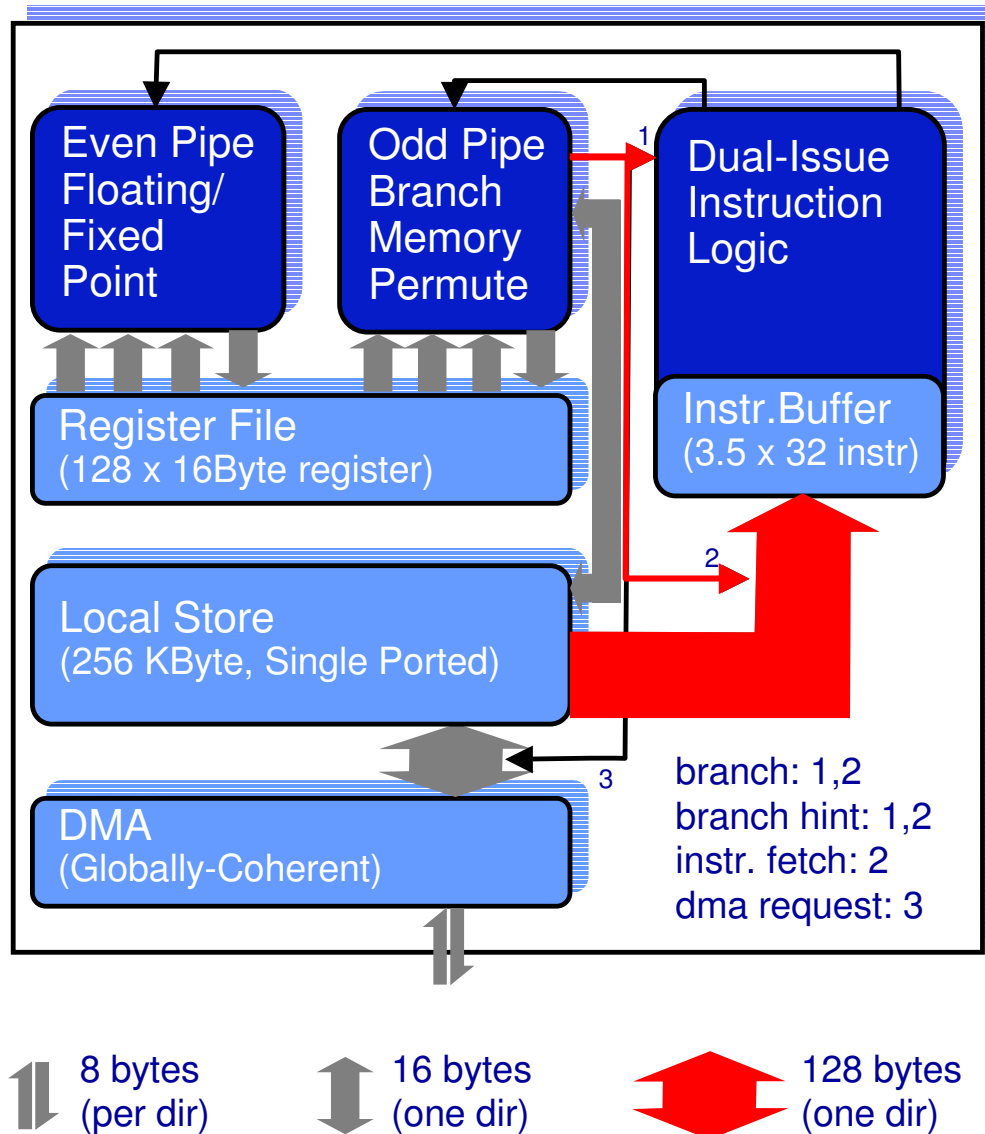 Even Pipe
Floating/
Fixed
Point
Odd Pipe
Branch
Memory
Permute
1
Dual-Issue
Instruction
Logic
Instr.Buffer
(3.5 x 32 instr)
Register File
(128 x 16Byte register)
2
Local Store
(256 KByte, Single Ported)
3
DMA
(Globally-Coherent)
branch: 1,2
branch hint: 1,2
instr. fetch: 2
dma request: 3
8 bytes
(per dir)
16 bytes
(one dir)
128 bytes
(one dir)